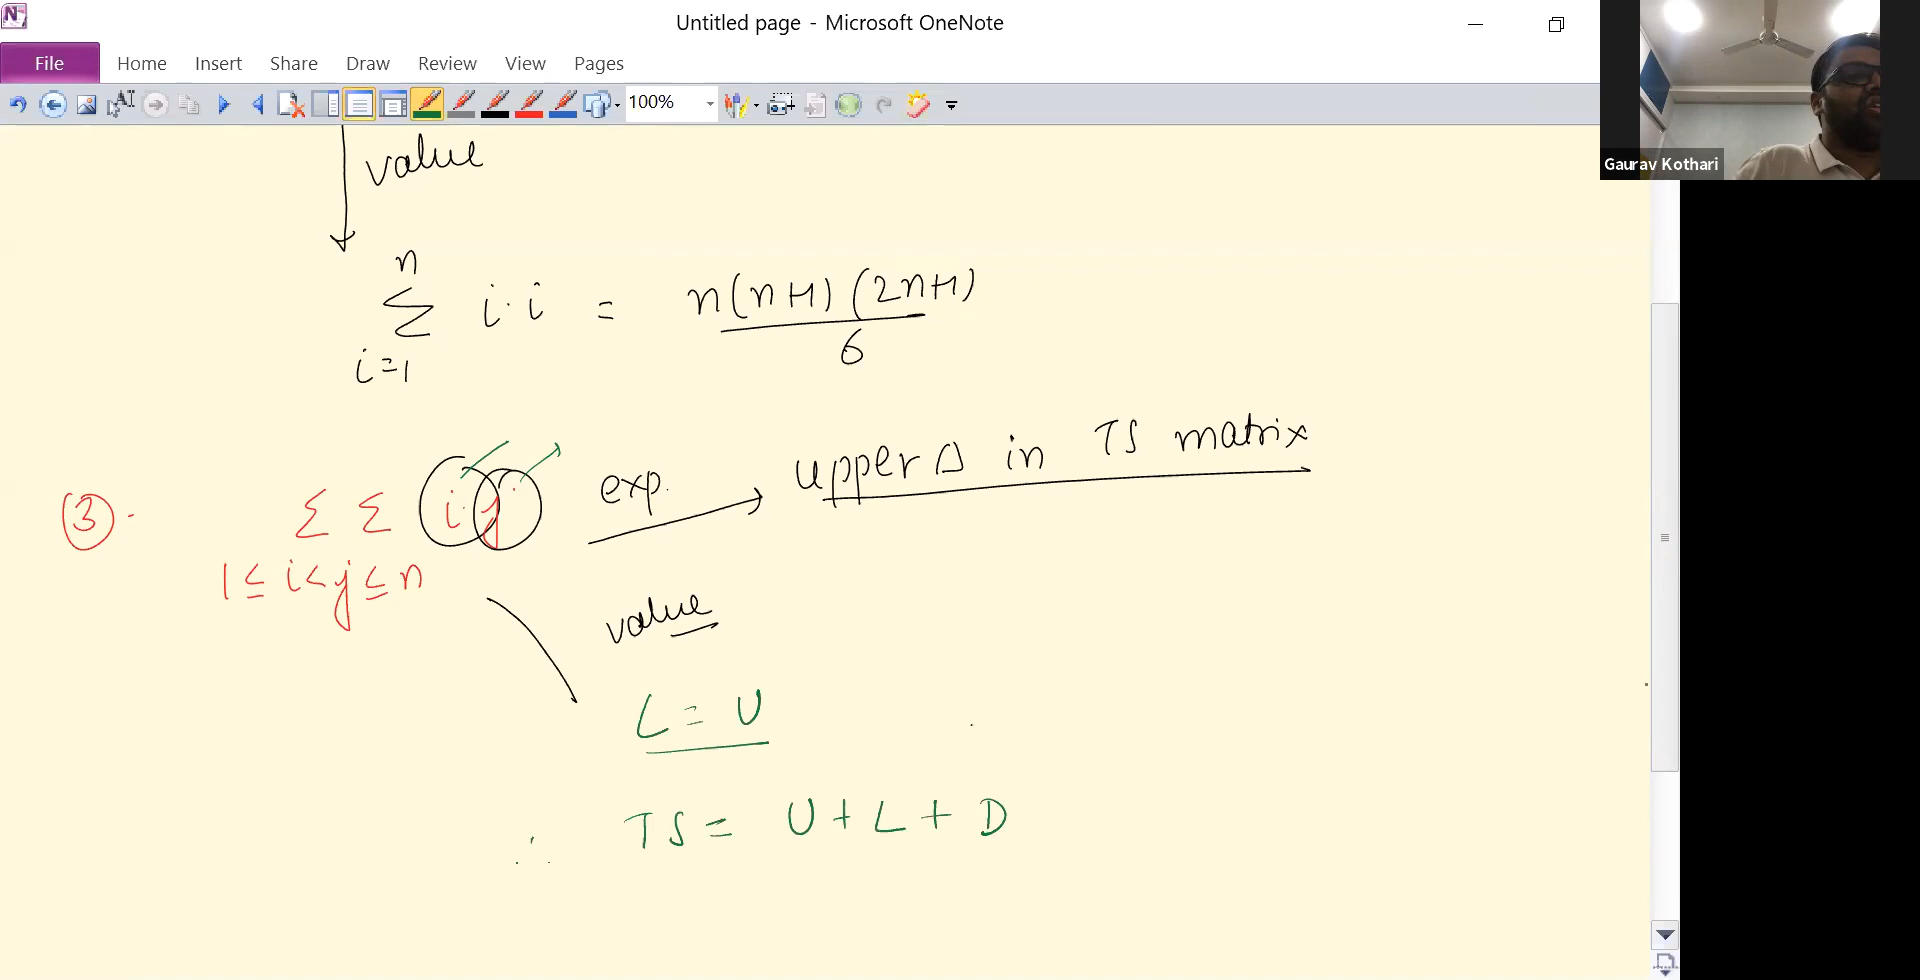 Untitled page - Microsoft OneNote
File Home Insert Share Draw Review View Pages
100%
Gaurav Kothari
value
n
Σ i·i = n(n+1)(2n+1)
i=1 6
③. Σ Σ i·j exp. upper Δ in TS matrix
1 ≤ i < j ≤ n
value
L = U
∴ TS = U + L + D